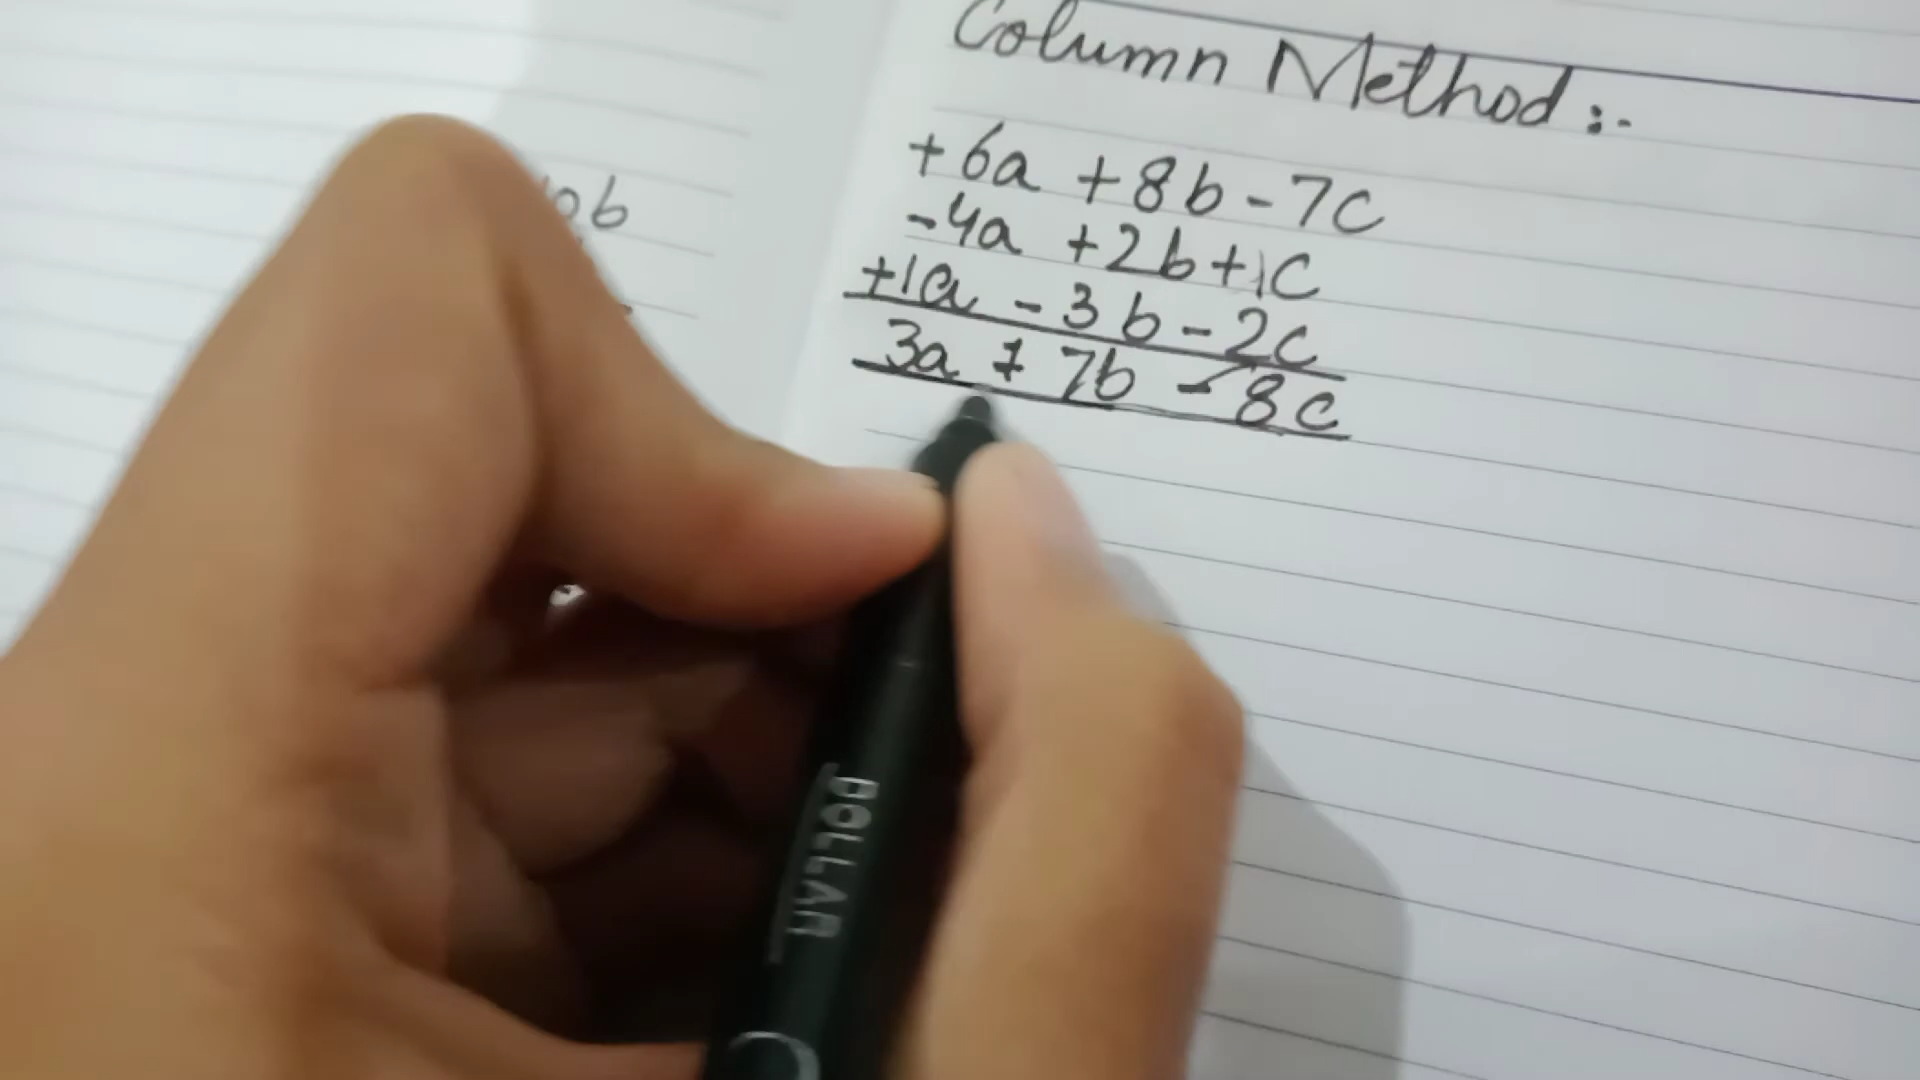 Column Method :-
+6a +8b -7c
-4a +2b +1c
+1a -3b -2c
3a + 7b - 8c
DOLLAR